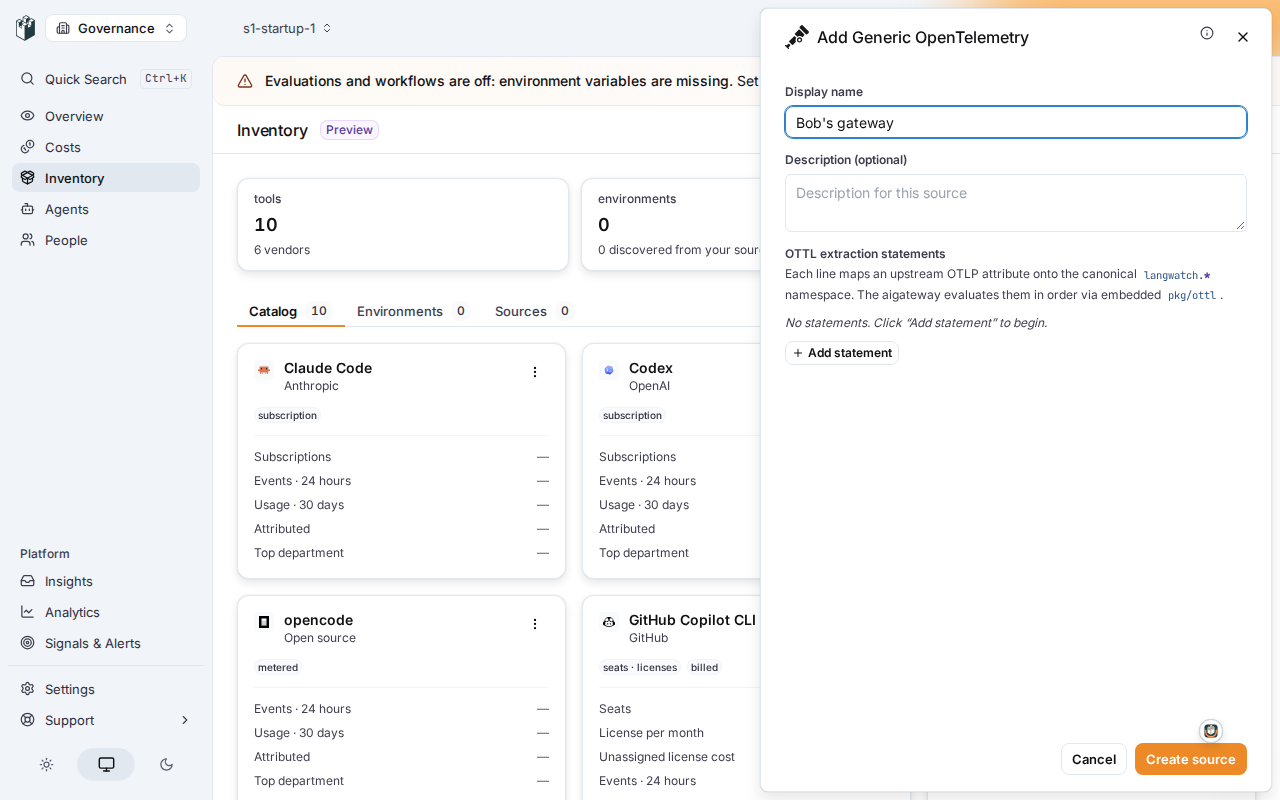 Governance
s1-startup-1
Quick Search
Ctrl+K
Overview
Costs
Inventory
Agents
People
Platform
Insights
Analytics
Signals & Alerts
Settings
Support
Evaluations and workflows are off: environment variables are missing. Set
Inventory
Preview
tools
10
6 vendors
environments
0
0 discovered from your sour
Catalog 10
Environments 0
Sources 0
Claude Code
Anthropic
subscription
Subscriptions —
Events · 24 hours —
Usage · 30 days —
Attributed —
Top department —
Codex
OpenAI
subscription
Subscriptions
Events · 24 hours
Usage · 30 days
Attributed
Top department
opencode
Open source
metered
Events · 24 hours —
Usage · 30 days —
Attributed —
Top department —
GitHub Copilot CLI
GitHub
seats · licenses
billed
Seats
License per month
Unassigned license cost
Events · 24 hours
Add Generic OpenTelemetry
Display name
Bob's gateway
Description (optional)
Description for this source
OTTL extraction statements
Each line maps an upstream OTLP attribute onto the canonical langwatch.*
namespace. The aigateway evaluates them in order via embedded pkg/ottl .
No statements. Click “Add statement” to begin.
Add statement
Cancel
Create source